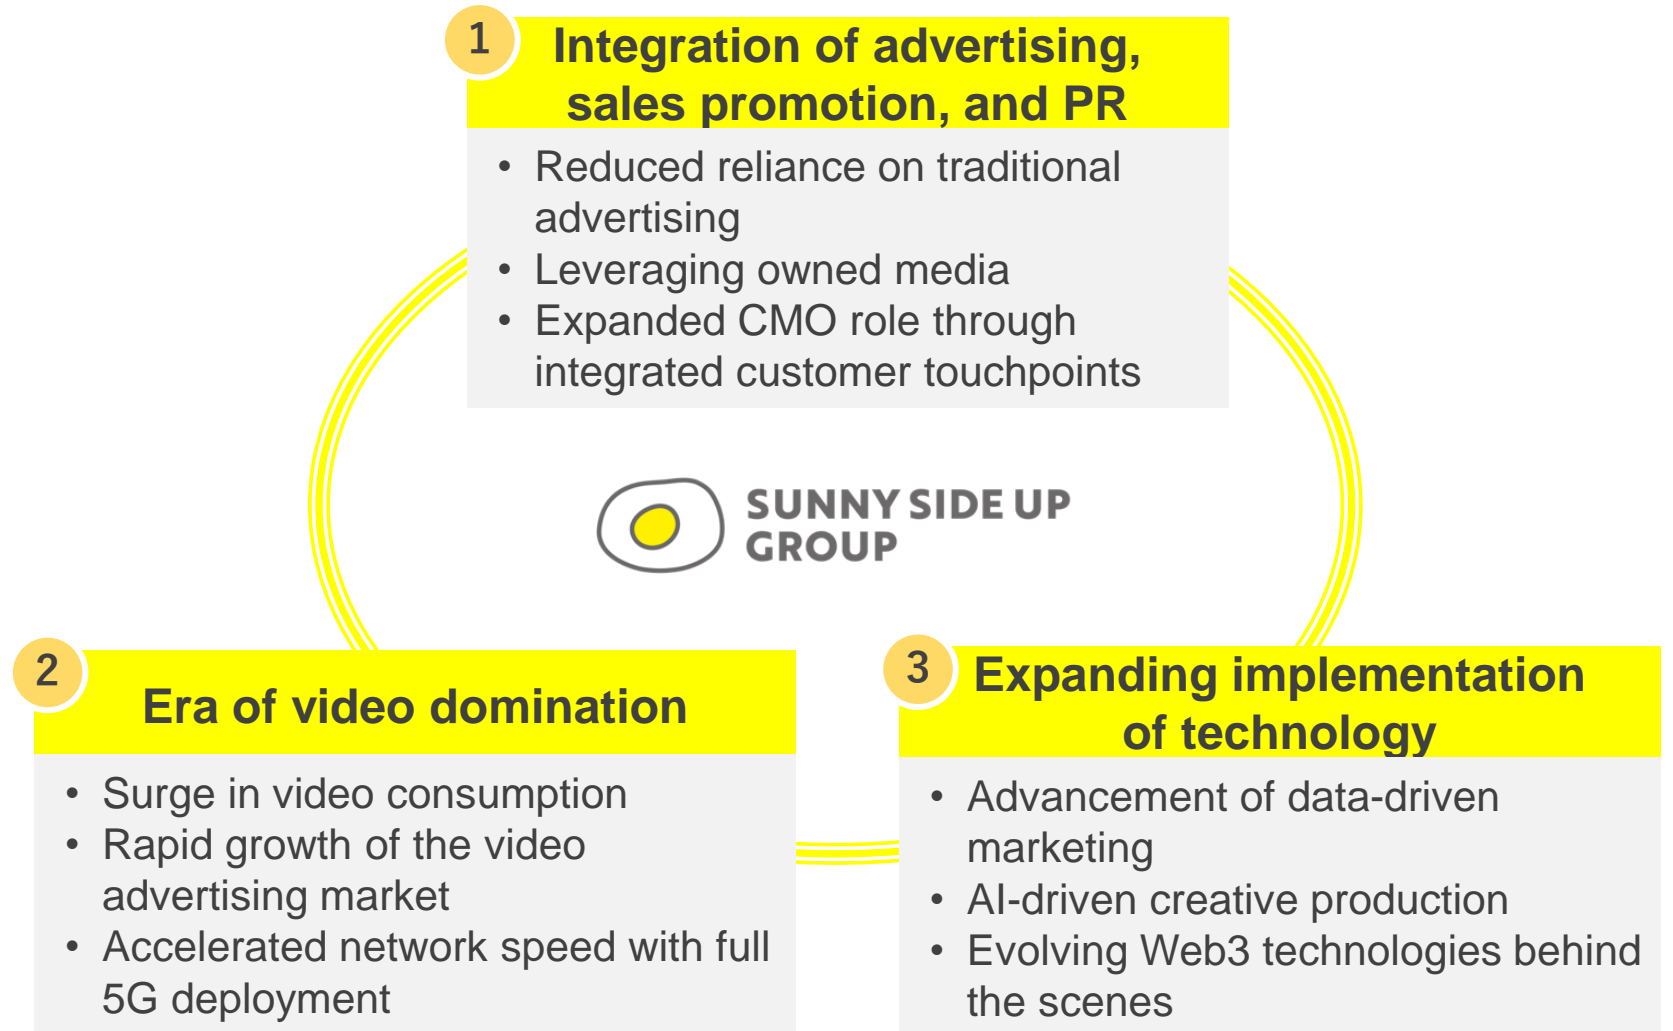 1
Integration of advertising,
sales promotion, and PR
• Reduced reliance on traditional
advertising
• Leveraging owned media
• Expanded CMO role through
integrated customer touchpoints
SUNNY SIDE UP
GROUP
2
Era of video domination
• Surge in video consumption
• Rapid growth of the video
advertising market
• Accelerated network speed with full
5G deployment
3
Expanding implementation
of technology
• Advancement of data-driven
marketing
• AI-driven creative production
• Evolving Web3 technologies behind
the scenes